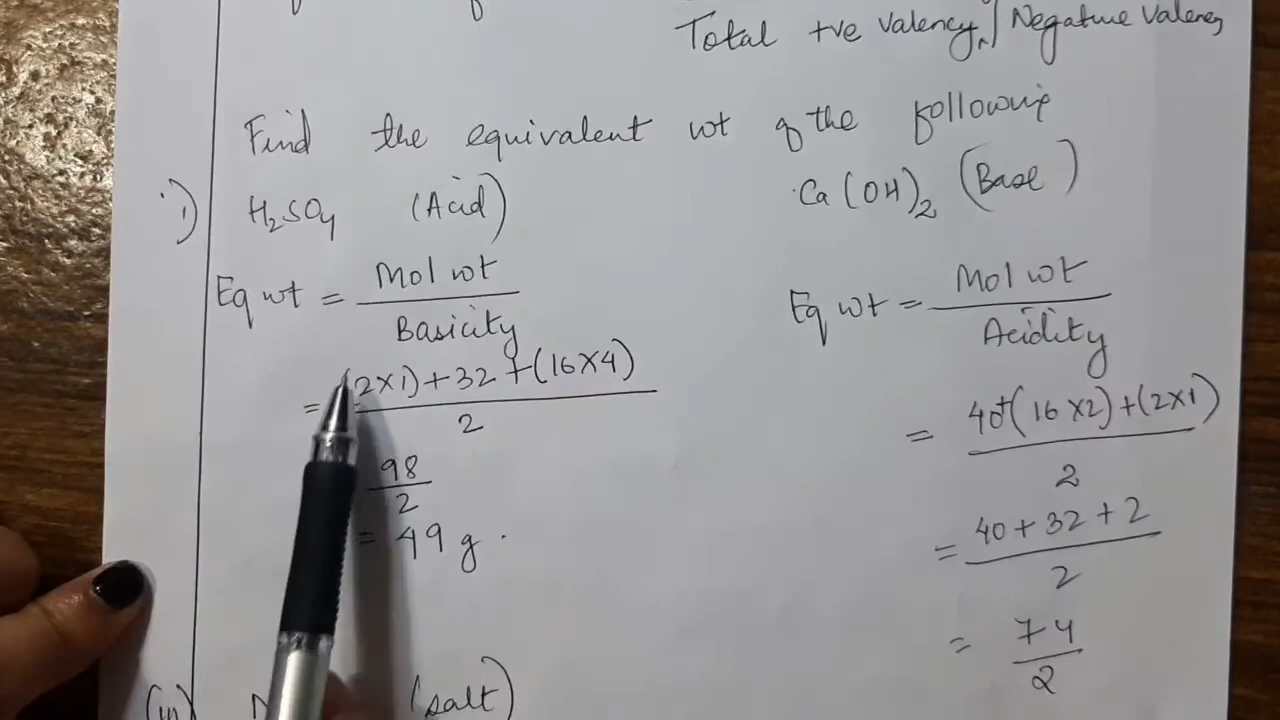 Total +ve valency / Negative Valency
Find the equivalent wt of the following
i) H2SO4 (Acid)
Eq wt = Mol wt
Basicity
= (2×1)+32+(16×4)
2
98
2
= 49 g.
Ca(OH)2 (Base)
Eq wt = Mol wt
Acidity
= 40+(16×2)+(2×1)
2
= 40+32+2
2
= 74
2
(salt)